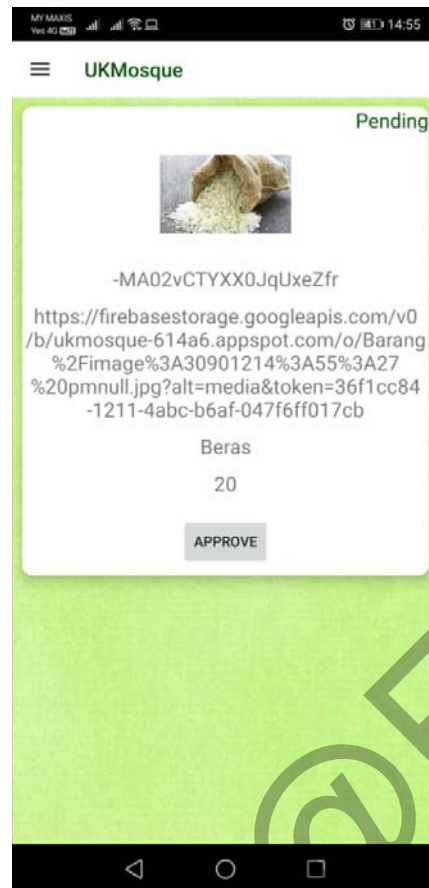 MY MAXIS
Yes 4G
14:55
UKMosque
Pending
-MA02vCTYXX0JqUxeZfr
https://firebasestorage.googleapis.com/v0
/b/ukmosque-614a6.appspot.com/o/Barang
%2Fimage%3A30901214%3A55%3A27
%20pmnull.jpg?alt=media&token=36f1cc84
-1211-4abc-b6af-047f6ff017cb
Beras
20
APPROVE
@